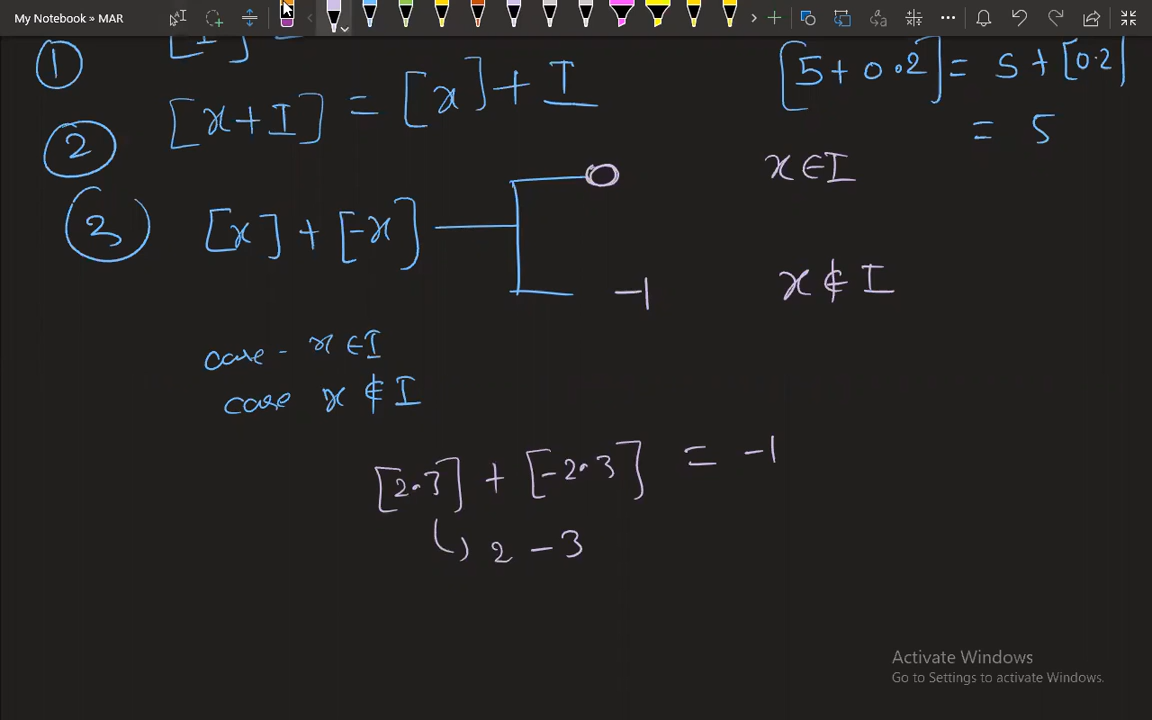 My Notebook » MAR
① [I] =
② [x+I] = [x] + I
[5+0.2] = 5+[0.2]
= 5
③ [x] + [-x]
0 x∈I
-1 x∉I
case - x ∈ I
case x ∉ I
[2.3] + [-2.3] = -1
↳ 2 - 3
Activate Windows
Go to Settings to activate Windows.